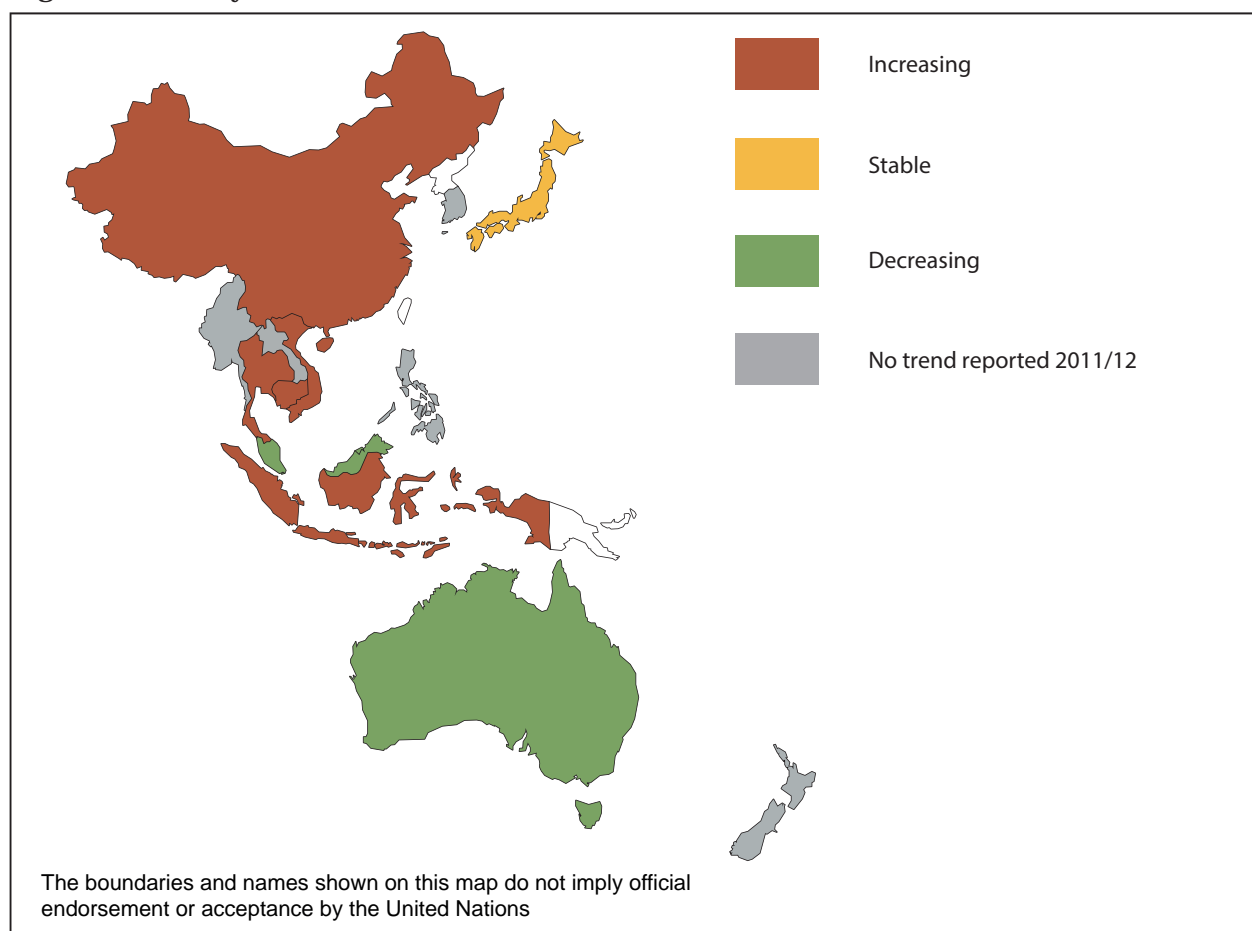 Increasing
Stable
Decreasing
No trend reported 2011/12
The boundaries and names shown on this map do not imply official
endorsement or acceptance by the United Nations